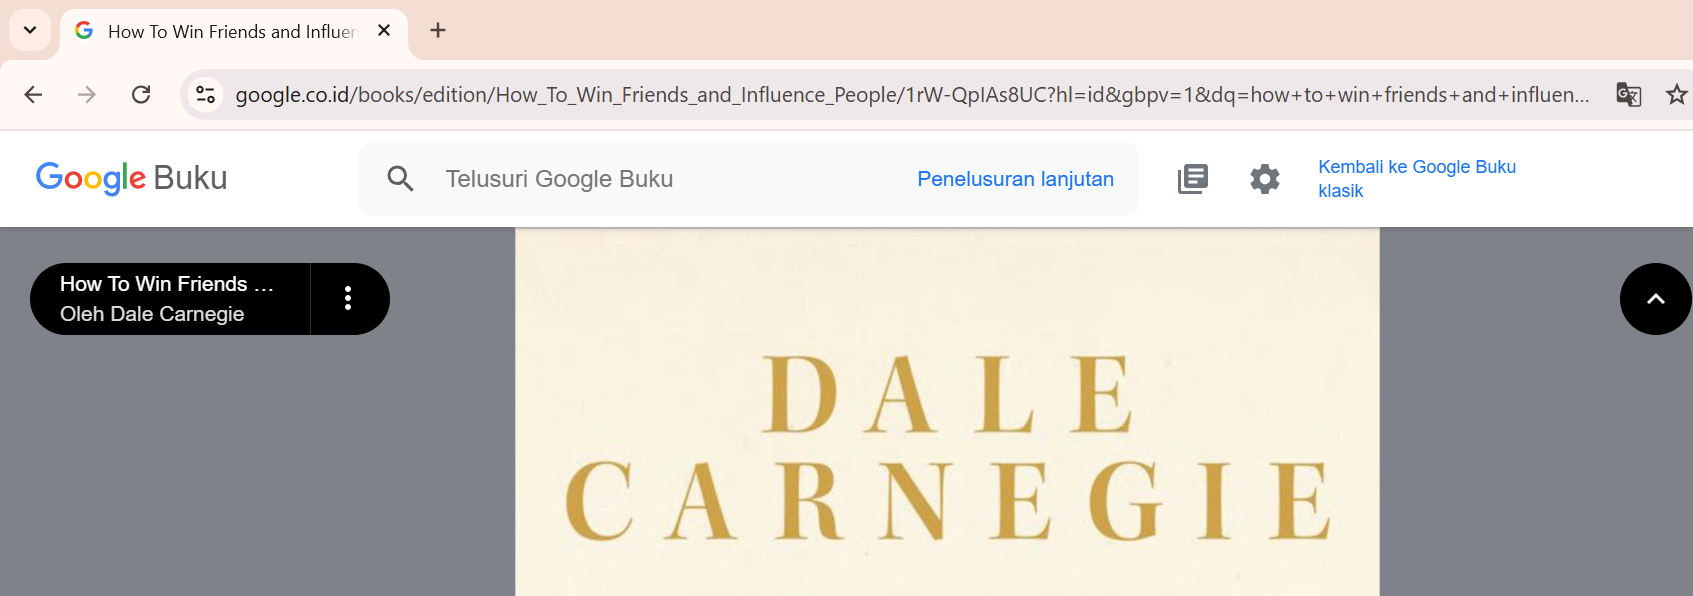 How To Win Friends and Influen
google.co.id/books/edition/How_To_Win_Friends_and_Influence_People/1rW-QpIAs8UC?hl=id&gbpv=1&dq=how+to+win+friends+and+influen...
Google Buku
Telusuri Google Buku
Penelusuran lanjutan
Kembali ke Google Buku
klasik
How To Win Friends ...
Oleh Dale Carnegie
DALE
CARNEGIE